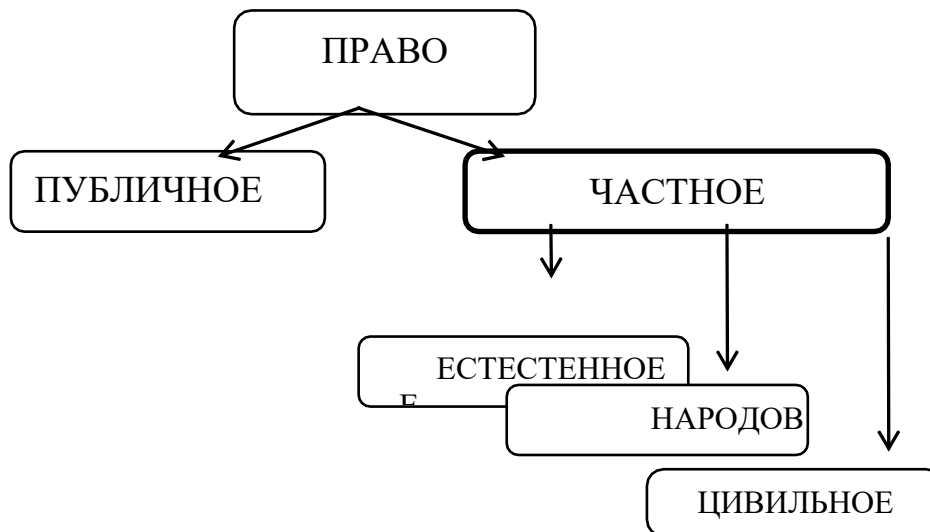 ПРАВО
ПУБЛИЧНОЕ
ЧАСТНОЕ
ЕСТЕСТЕННОЕ
Е
НАРОДОВ
ЦИВИЛЬНОЕ